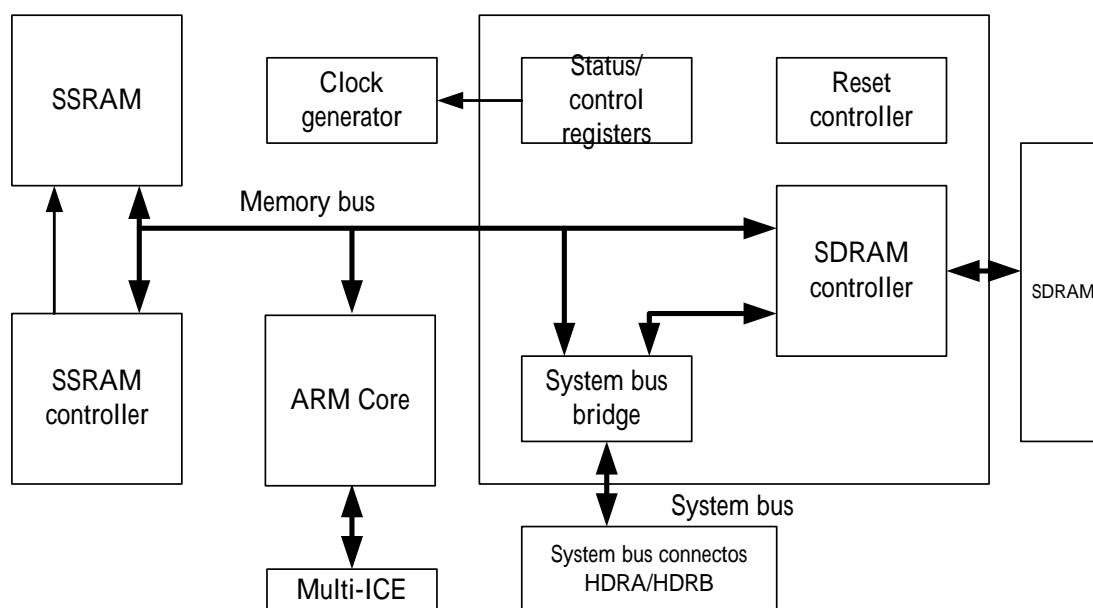 SSRAM
Clock
generator
Status/
control
registers
Reset
controller
Memory bus
SDRAM
controller
SDRAM
SSRAM
controller
ARM Core
System bus
bridge
System bus
Multi-ICE
System bus connectos
HDRA/HDRB